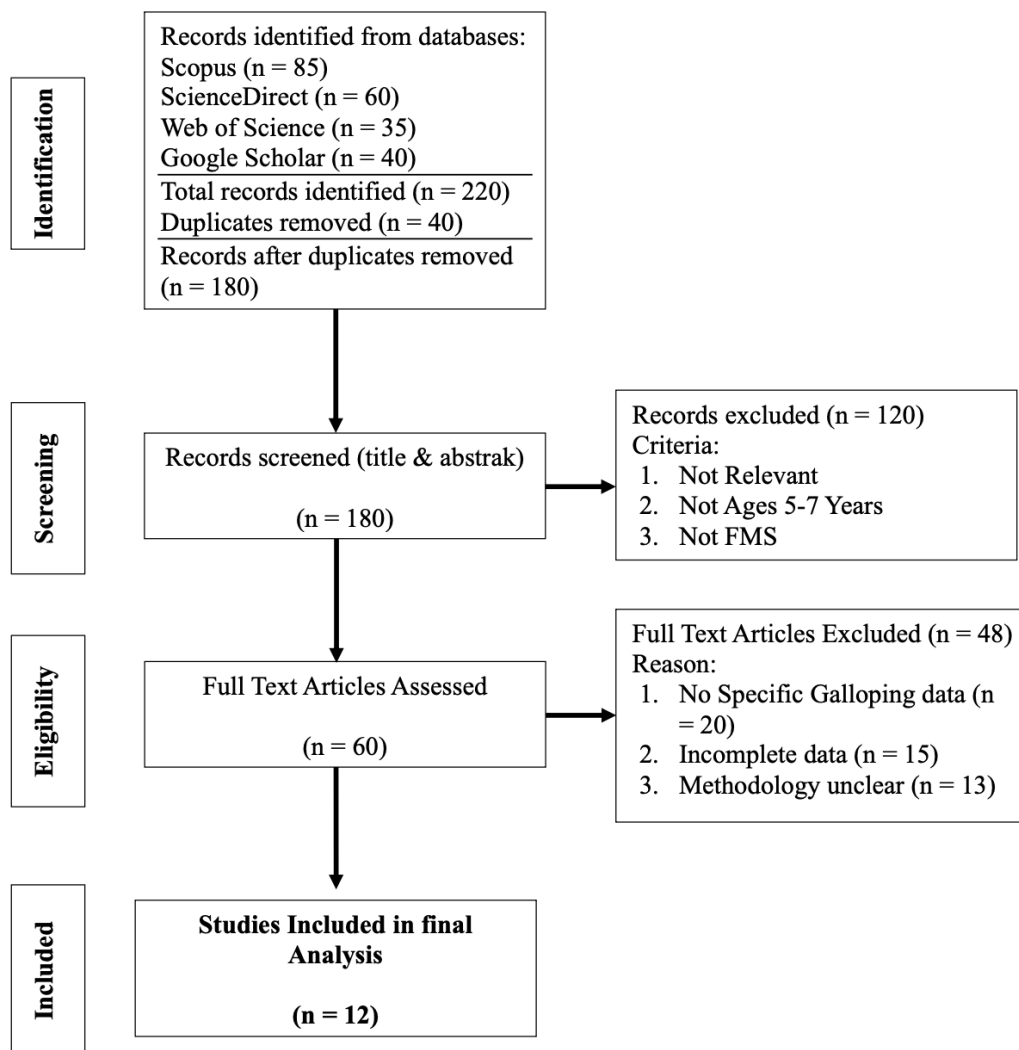 Identification
Records identified from databases:
Scopus (n = 85)
ScienceDirect (n = 60)
Web of Science (n = 35)
Google Scholar (n = 40)
Total records identified (n = 220)
Duplicates removed (n = 40)
Records after duplicates removed
(n = 180)
Screening
Records screened (title & abstrak)
(n = 180)
Records excluded (n = 120)
Criteria:
1. Not Relevant
2. Not Ages 5-7 Years
3. Not FMS
Eligibility
Full Text Articles Assessed
(n = 60)
Full Text Articles Excluded (n = 48)
Reason:
1. No Specific Galloping data (n
= 20)
2. Incomplete data (n = 15)
3. Methodology unclear (n = 13)
Included
Studies Included in final
Analysis
(n = 12)